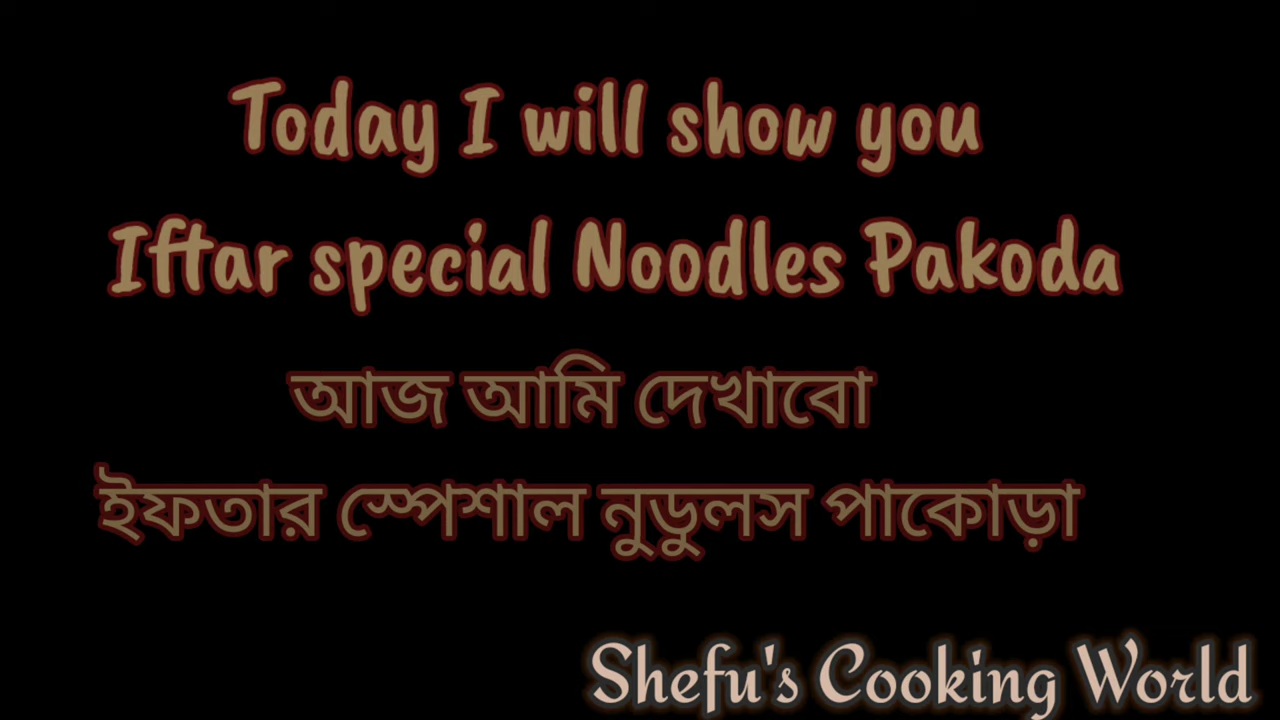 Today I will show you
Iftar special Noodles Pakoda
আজ আমি দেখাবো
ইফতার স্পেশাল নুডুলস পাকোড়া
Shefu's Cooking World